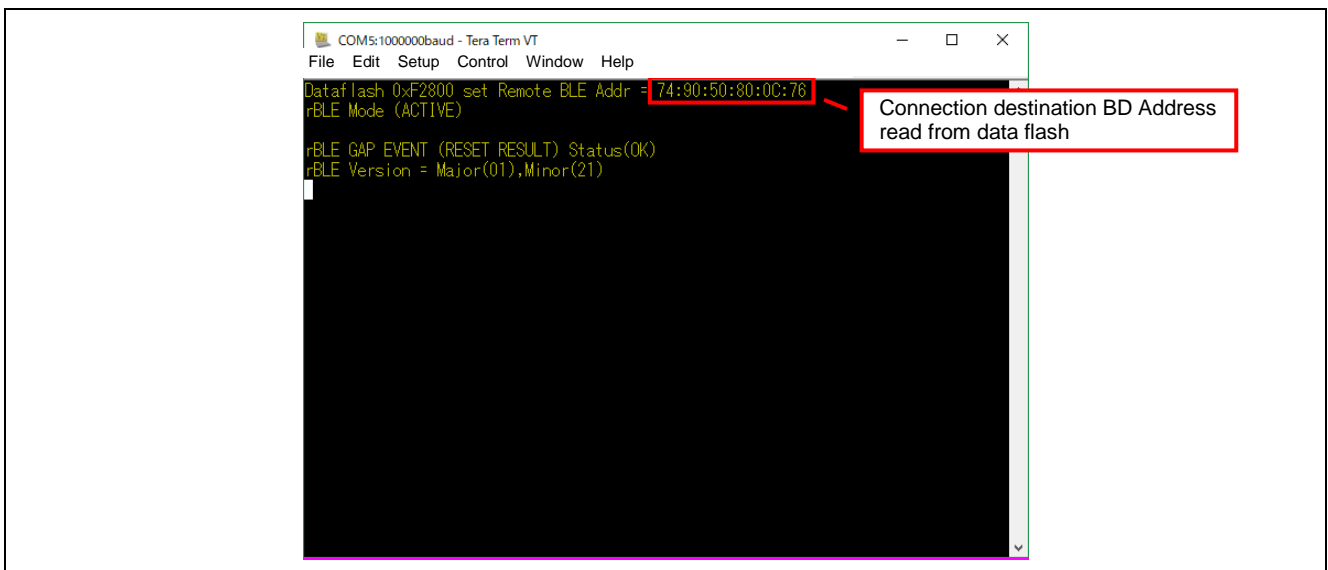 COM5:1000000baud - Tera Term VT
File Edit Setup Control Window Help
Dataflash 0xF2800 set Remote BLE Addr = 74:90:50:80:0C:76
rBLE Mode (ACTIVE)
Connection destination BD Address
read from data flash
rBLE GAP EVENT (RESET RESULT) Status(OK)
rBLE Version = Major(01),Minor(21)